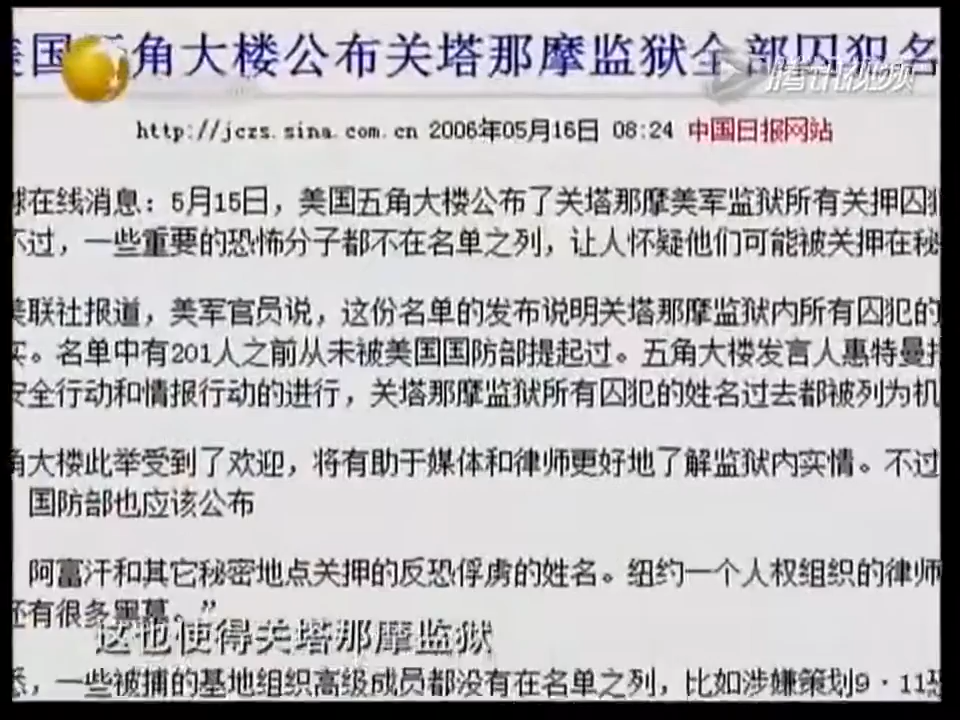 美国五角大楼公布关塔那摩监狱全部囚犯名
腾讯视频
http://jczs.sina.com.cn 2006年05月16日 08:24 中国日报网站
球在线消息：5月15日，美国五角大楼公布了关塔那摩美军监狱所有关押囚犯
不过，一些重要的恐怖分子都不在名单之列，让人怀疑他们可能被关押在秘
美联社报道，美军官员说，这份名单的发布说明关塔那摩监狱内所有囚犯的
实。名单中有201人之前从未被美国国防部提起过。五角大楼发言人惠特曼
安全行动和情报行动的进行，关塔那摩监狱所有囚犯的姓名过去都被列为机
角大楼此举受到了欢迎，将有助于媒体和律师更好地了解监狱内实情。不过
国防部也应该公布
阿富汗和其它秘密地点关押的反恐俘虏的姓名。纽约一个人权组织的律师
还有很多黑幕。”
这也使得关塔那摩监狱
悉，一些被捕的基地组织高级成员都没有在名单之列，比如涉嫌策划9·11恐